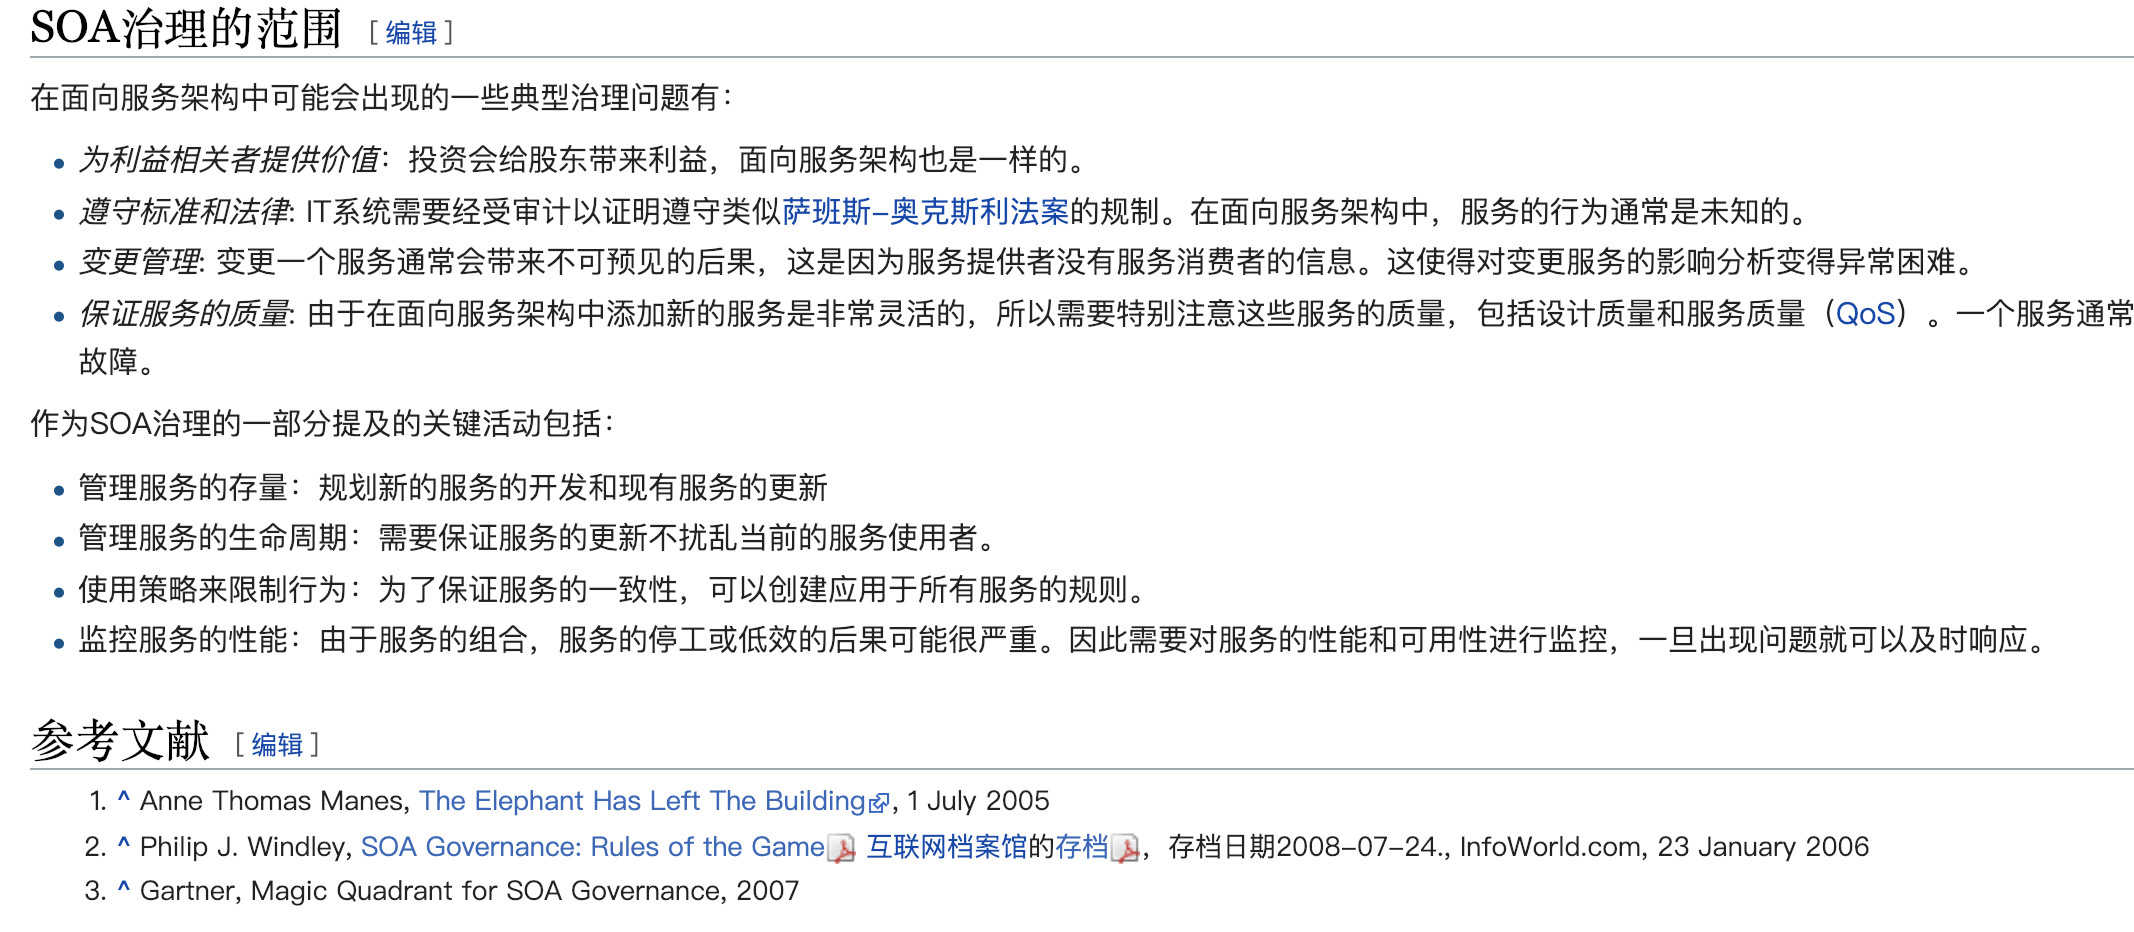 SOA治理的范围 [ 编辑 ]
在面向服务架构中可能会出现的一些典型治理问题有：
• 为利益相关者提供价值：投资会给股东带来利益，面向服务架构也是一样的。
• 遵守标准和法律: IT系统需要经受审计以证明遵守类似萨班斯–奥克斯利法案的规制。在面向服务架构中，服务的行为通常是未知的。
• 变更管理: 变更一个服务通常会带来不可预见的后果，这是因为服务提供者没有服务消费者的信息。这使得对变更服务的影响分析变得异常困难。
• 保证服务的质量: 由于在面向服务架构中添加新的服务是非常灵活的，所以需要特别注意这些服务的质量，包括设计质量和服务质量（QoS）。一个服务通常
故障。
作为SOA治理的一部分提及的关键活动包括：
• 管理服务的存量：规划新的服务的开发和现有服务的更新
• 管理服务的生命周期：需要保证服务的更新不扰乱当前的服务使用者。
• 使用策略来限制行为：为了保证服务的一致性，可以创建应用于所有服务的规则。
• 监控服务的性能：由于服务的组合，服务的停工或低效的后果可能很严重。因此需要对服务的性能和可用性进行监控，一旦出现问题就可以及时响应。
参考文献 [ 编辑 ]
1. ^ Anne Thomas Manes, The Elephant Has Left The Building, 1 July 2005
2. ^ Philip J. Windley, SOA Governance: Rules of the Game 互联网档案馆的存档，存档日期2008–07–24., InfoWorld.com, 23 January 2006
3. ^ Gartner, Magic Quadrant for SOA Governance, 2007